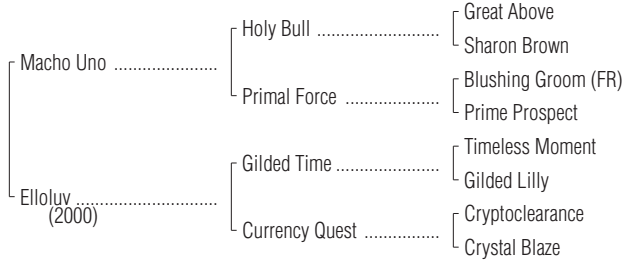 Great Above
Holy Bull ........................
Sharon Brown
Macho Uno ....................
Blushing Groom (FR)
Primal Force ..................
Prime Prospect
Timeless Moment
Gilded Time ....................
Gilded Lilly
Elloluv ...........................
(2000)
Cryptoclearance
Currency Quest ...............
Crystal Blaze